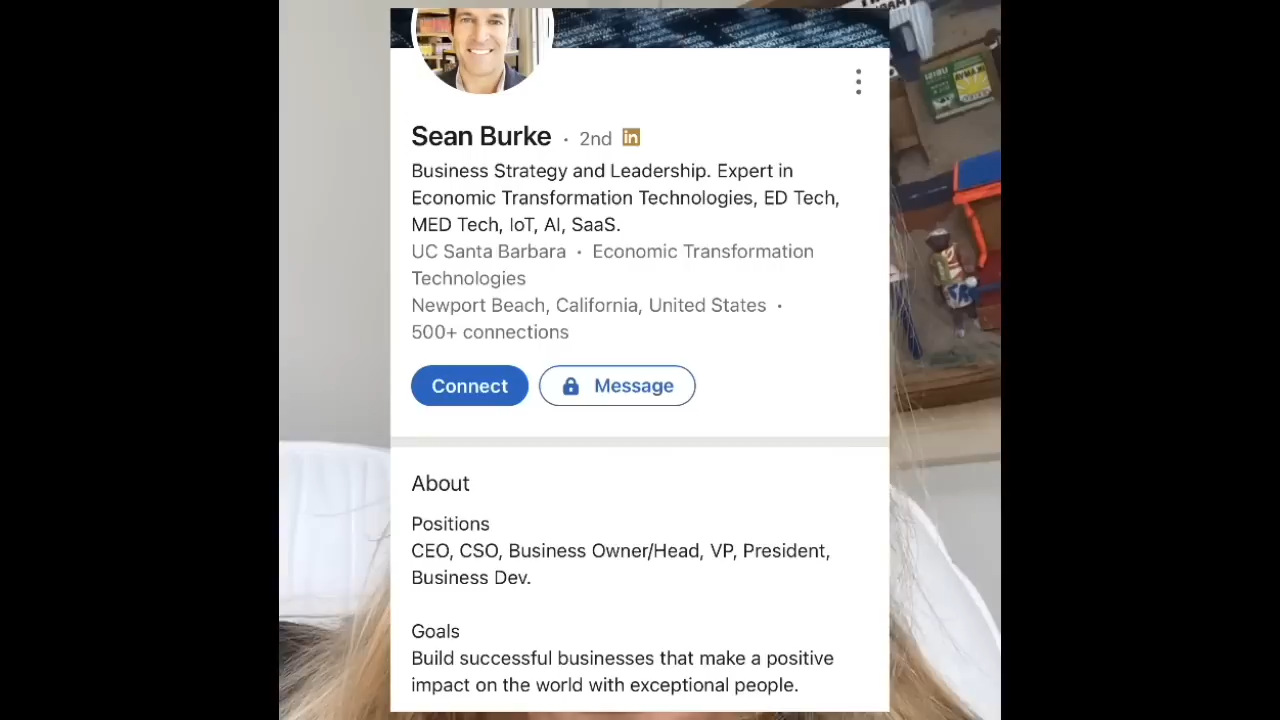 Sean Burke · 2nd in
Business Strategy and Leadership. Expert in
Economic Transformation Technologies, ED Tech,
MED Tech, IoT, AI, SaaS.
UC Santa Barbara · Economic Transformation
Technologies
Newport Beach, California, United States ·
500+ connections
Connect
Message
About
Positions
CEO, CSO, Business Owner/Head, VP, President,
Business Dev.
Goals
Build successful businesses that make a positive
impact on the world with exceptional people.